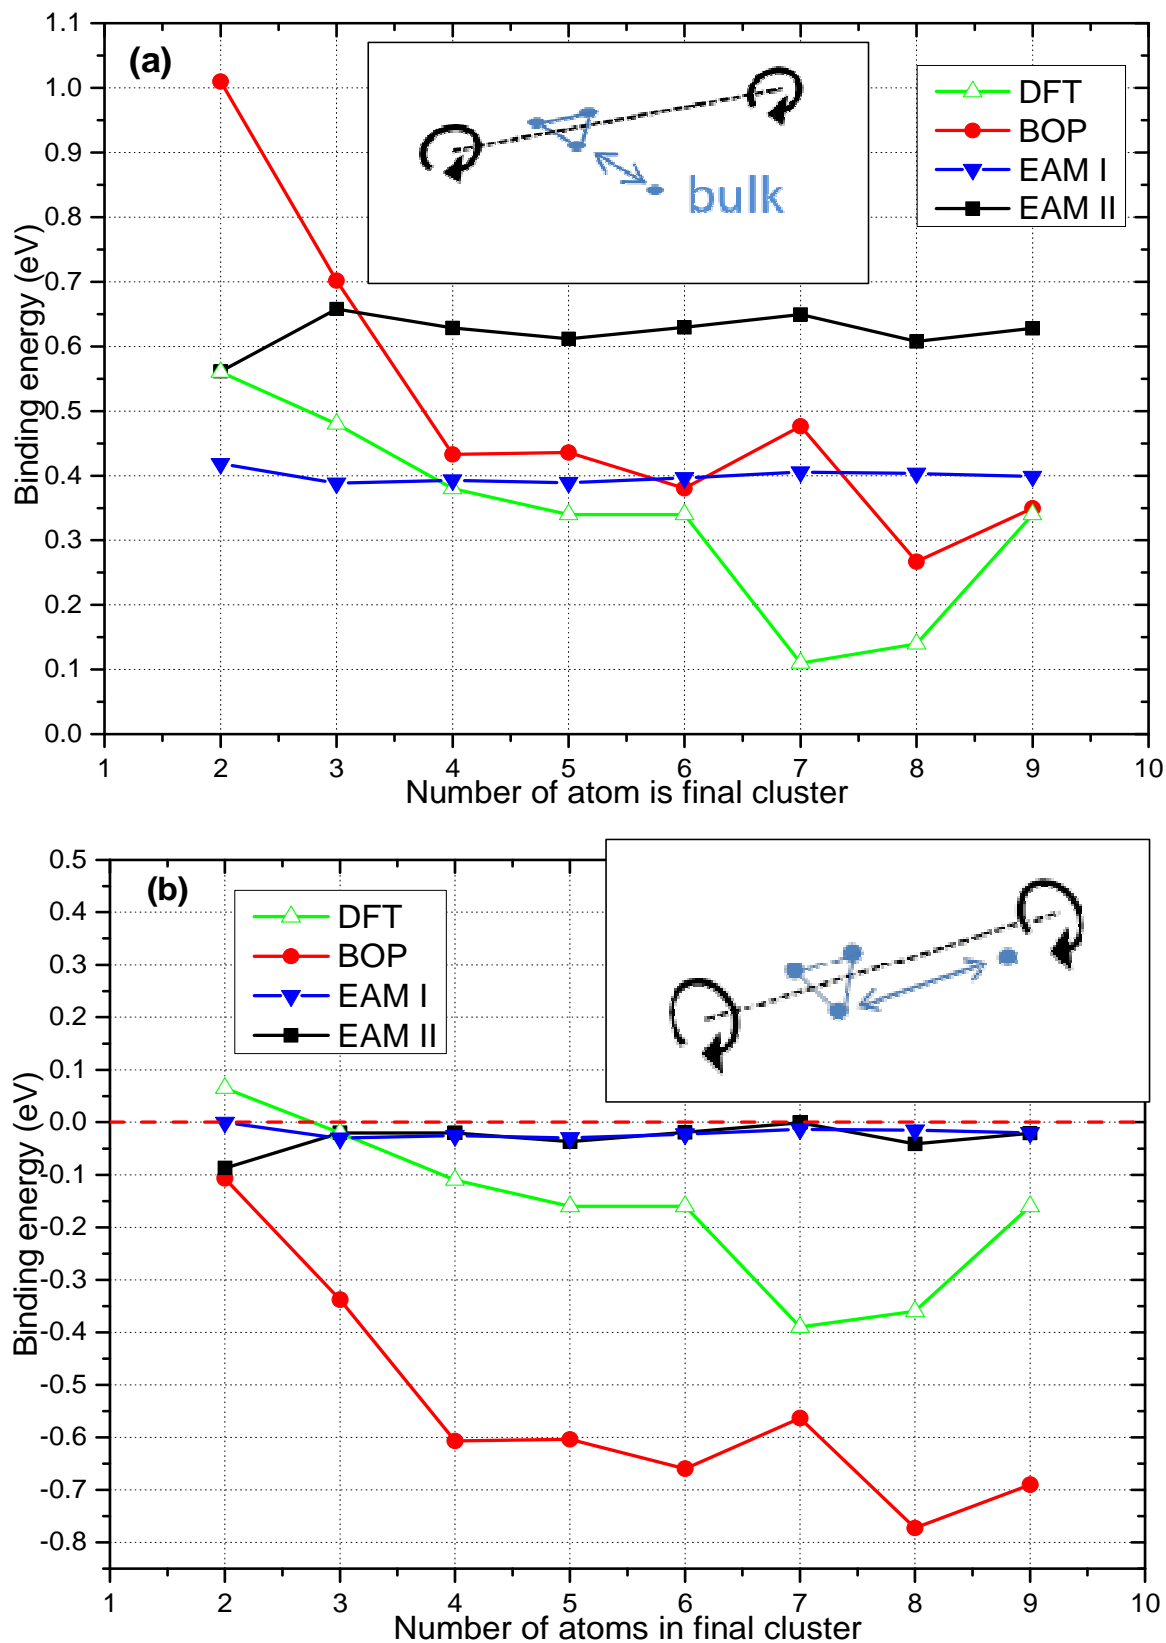 (a)
bulk
DFT
BOP
EAM I
EAM II
Binding energy (eV)
1.1
1.0
0.9
0.8
0.7
0.6
0.5
0.4
0.3
0.2
0.1
0.0
1 2 3 4 5 6 7 8 9 10
Number of atom is final cluster
(b)
DFT
BOP
EAM I
EAM II
Binding energy (eV)
0.5
0.4
0.3
0.2
0.1
0.0
-0.1
-0.2
-0.3
-0.4
-0.5
-0.6
-0.7
-0.8
1 2 3 4 5 6 7 8 9 10
Number of atoms in final cluster